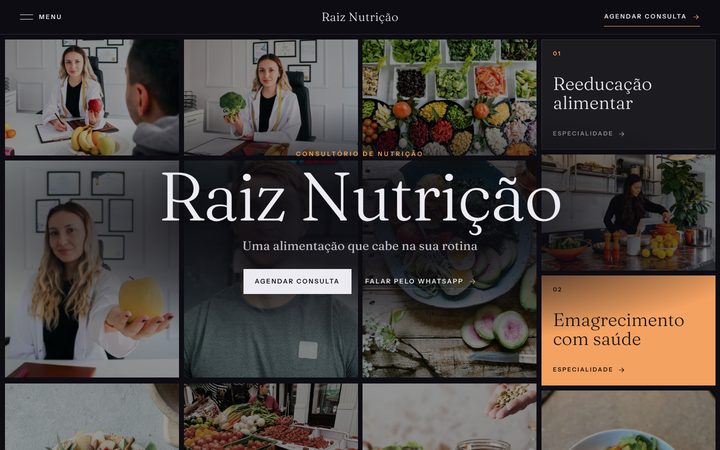 MENU
Raiz Nutrição
AGENDAR CONSULTA →
01
Reeducação
alimentar
ESPECIALIDADE →
CONSULTÓRIO DE NUTRIÇÃO
Raiz Nutrição
Uma alimentação que cabe na sua rotina
AGENDAR CONSULTA
FALAR PELO WHATSAPP →
02
Emagrecimento
com saúde
ESPECIALIDADE →